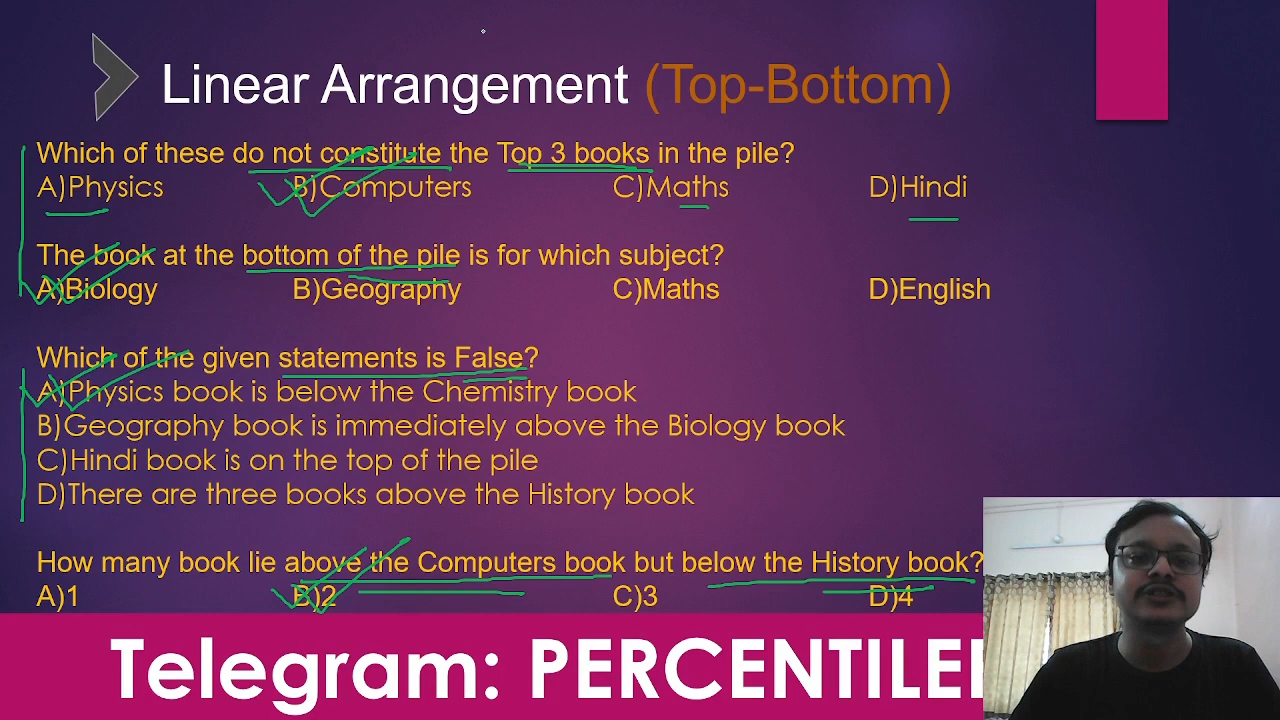 Linear Arrangement (Top-Bottom)
Which of these do not constitute the Top 3 books in the pile?
A)Physics B)Computers C)Maths D)Hindi
The book at the bottom of the pile is for which subject?
A)Biology B)Geography C)Maths D)English
Which of the given statements is False?
A)Physics book is below the Chemistry book
B)Geography book is immediately above the Biology book
C)Hindi book is on the top of the pile
D)There are three books above the History book
How many book lie above the Computers book but below the History book?
A)1 B)2 C)3 D)4
Telegram: PERCENTILE